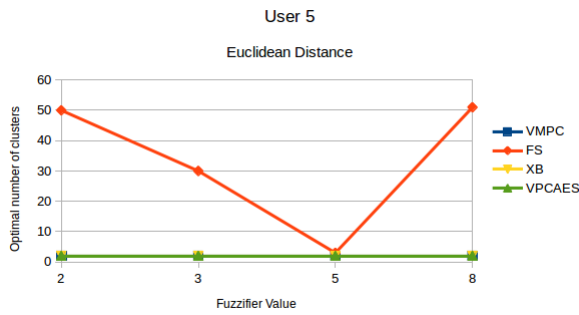 User 5
Euclidean Distance
Optimal number of clusters
60
50
40
30
20
10
0
2 3 5 8
Fuzzifier Value
VMPC
FS
XB
VPCAES